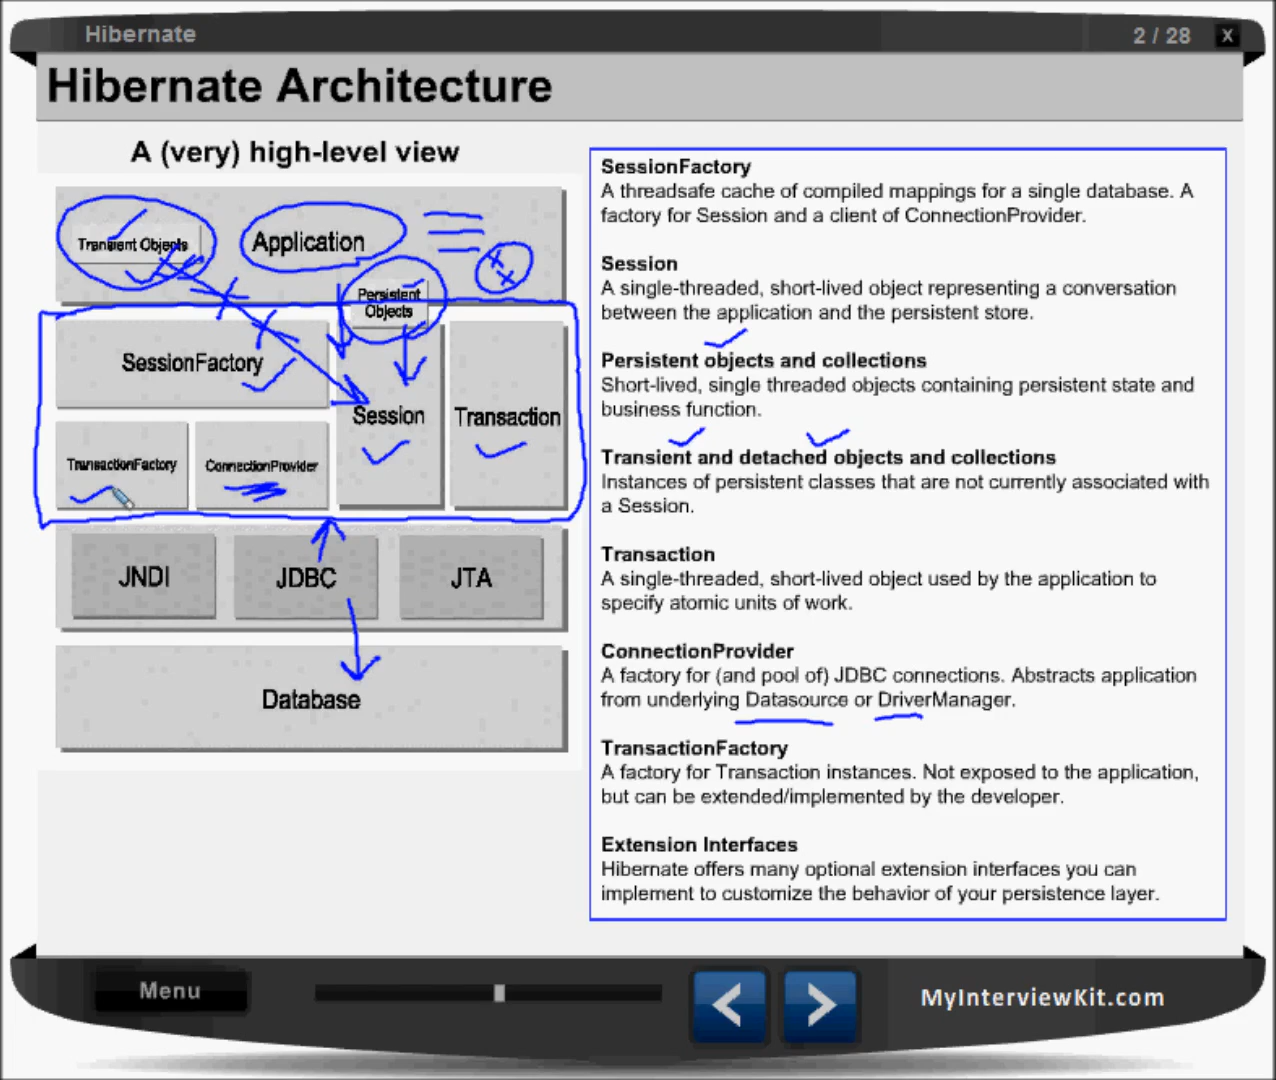 Hibernate
2 / 28
X
Hibernate Architecture
A (very) high-level view
Transient Objects
Application
Persistent
Objects
SessionFactory
Session
Transaction
TransactionFactory
ConnectionProvider
JNDI
JDBC
JTA
Database
SessionFactory
A threadsafe cache of compiled mappings for a single database. A
factory for Session and a client of ConnectionProvider.
Session
A single-threaded, short-lived object representing a conversation
between the application and the persistent store.
Persistent objects and collections
Short-lived, single threaded objects containing persistent state and
business function.
Transient and detached objects and collections
Instances of persistent classes that are not currently associated with
a Session.
Transaction
A single-threaded, short-lived object used by the application to
specify atomic units of work.
ConnectionProvider
A factory for (and pool of) JDBC connections. Abstracts application
from underlying Datasource or DriverManager.
TransactionFactory
A factory for Transaction instances. Not exposed to the application,
but can be extended/implemented by the developer.
Extension Interfaces
Hibernate offers many optional extension interfaces you can
implement to customize the behavior of your persistence layer.
Menu
MyInterviewKit.com